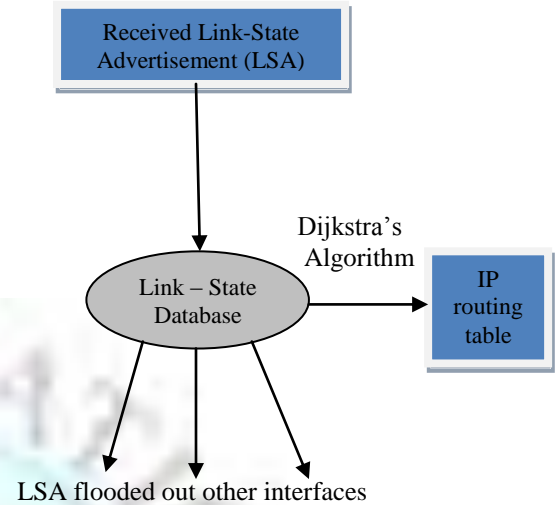 Received Link-State
Advertisement (LSA)
Dijkstra's
Algorithm
Link – State
Database
IP
routing
table
LSA flooded out other interfaces